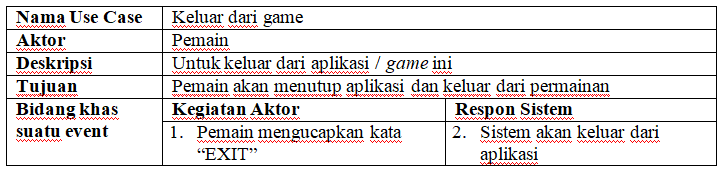 Nama Use Case Keluar dari game
Aktor Pemain
Deskripsi Untuk keluar dari aplikasi / game ini
Tujuan Pemain akan menutup aplikasi dan keluar dari permainan
Bidang khas Kegiatan Aktor Respon Sistem
suatu event 1. Pemain mengucapkan kata 2. Sistem akan keluar dari
“EXIT” aplikasi